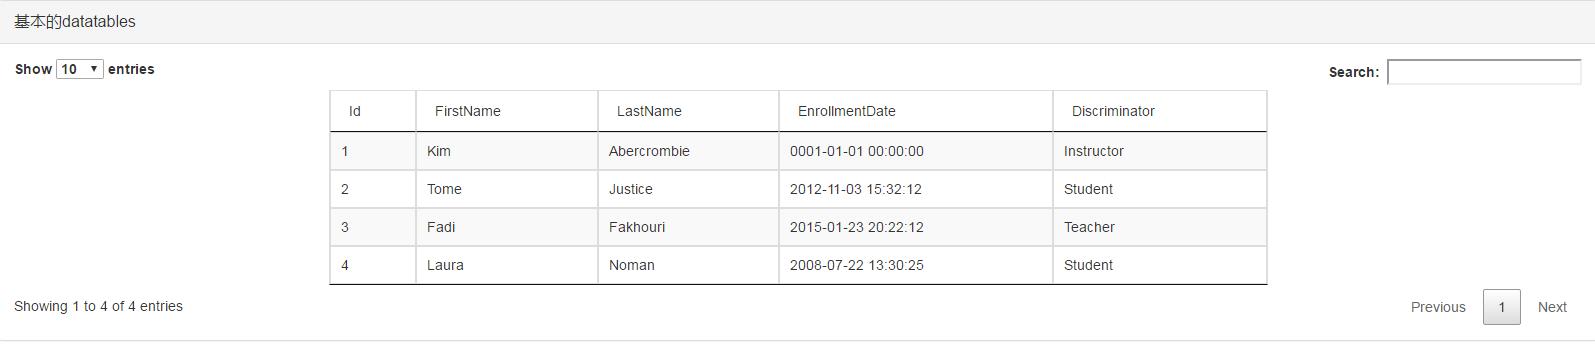 基本的datatables
Show 10 entries Search:
Id FirstName LastName EnrollmentDate Discriminator
1 Kim Abercrombie 0001-01-01 00:00:00 Instructor
2 Tome Justice 2012-11-03 15:32:12 Student
3 Fadi Fakhouri 2015-01-23 20:22:12 Teacher
4 Laura Noman 2008-07-22 13:30:25 Student
Showing 1 to 4 of 4 entries Previous 1 Next